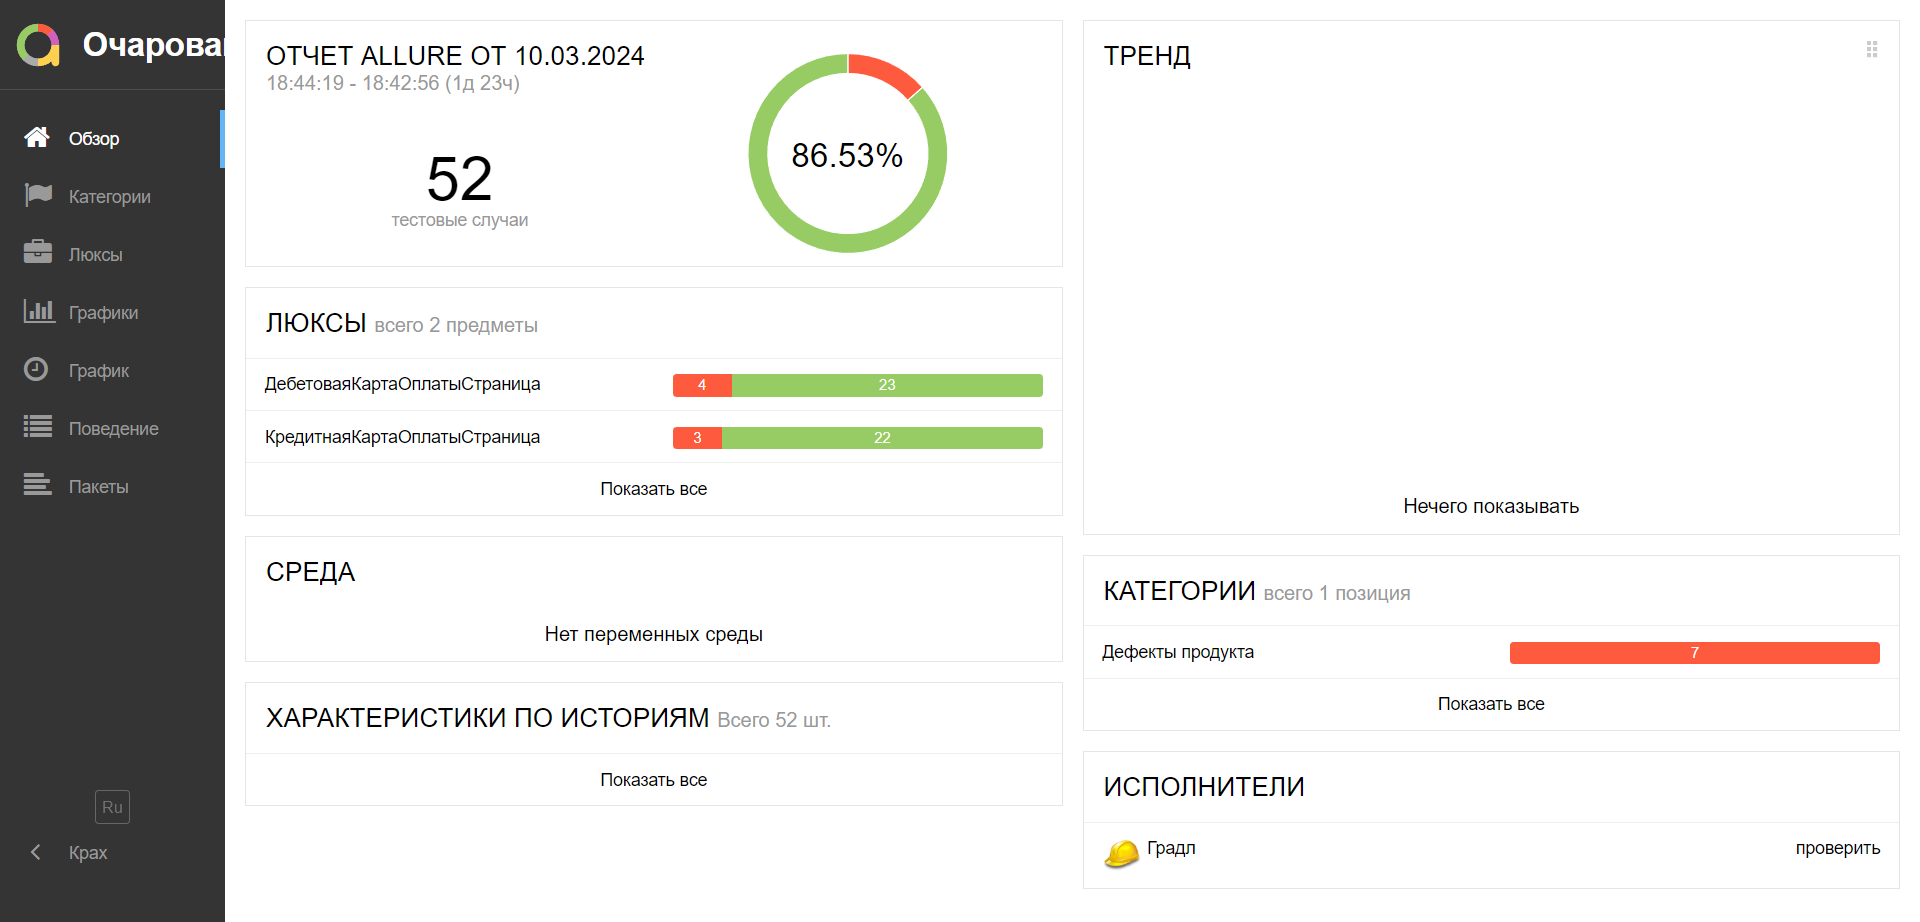 Очарова
Обзор
Категории
Люксы
Графики
График
Поведение
Пакеты
Ru
Крах
ОТЧЕТ ALLURE ОТ 10.03.2024
18:44:19 - 18:42:56 (1д 23ч)
52
тестовые случаи
86.53%
ЛЮКСЫ всего 2 предметы
ДебетоваяКартаОплатыСтраница 4 23
КредитнаяКартаОплатыСтраница 3 22
Показать все
СРЕДА
Нет переменных среды
ХАРАКТЕРИСТИКИ ПО ИСТОРИЯМ Всего 52 шт.
Показать все
ТРЕНД
Нечего показывать
КАТЕГОРИИ всего 1 позиция
Дефекты продукта 7
Показать все
ИСПОЛНИТЕЛИ
Градл проверить